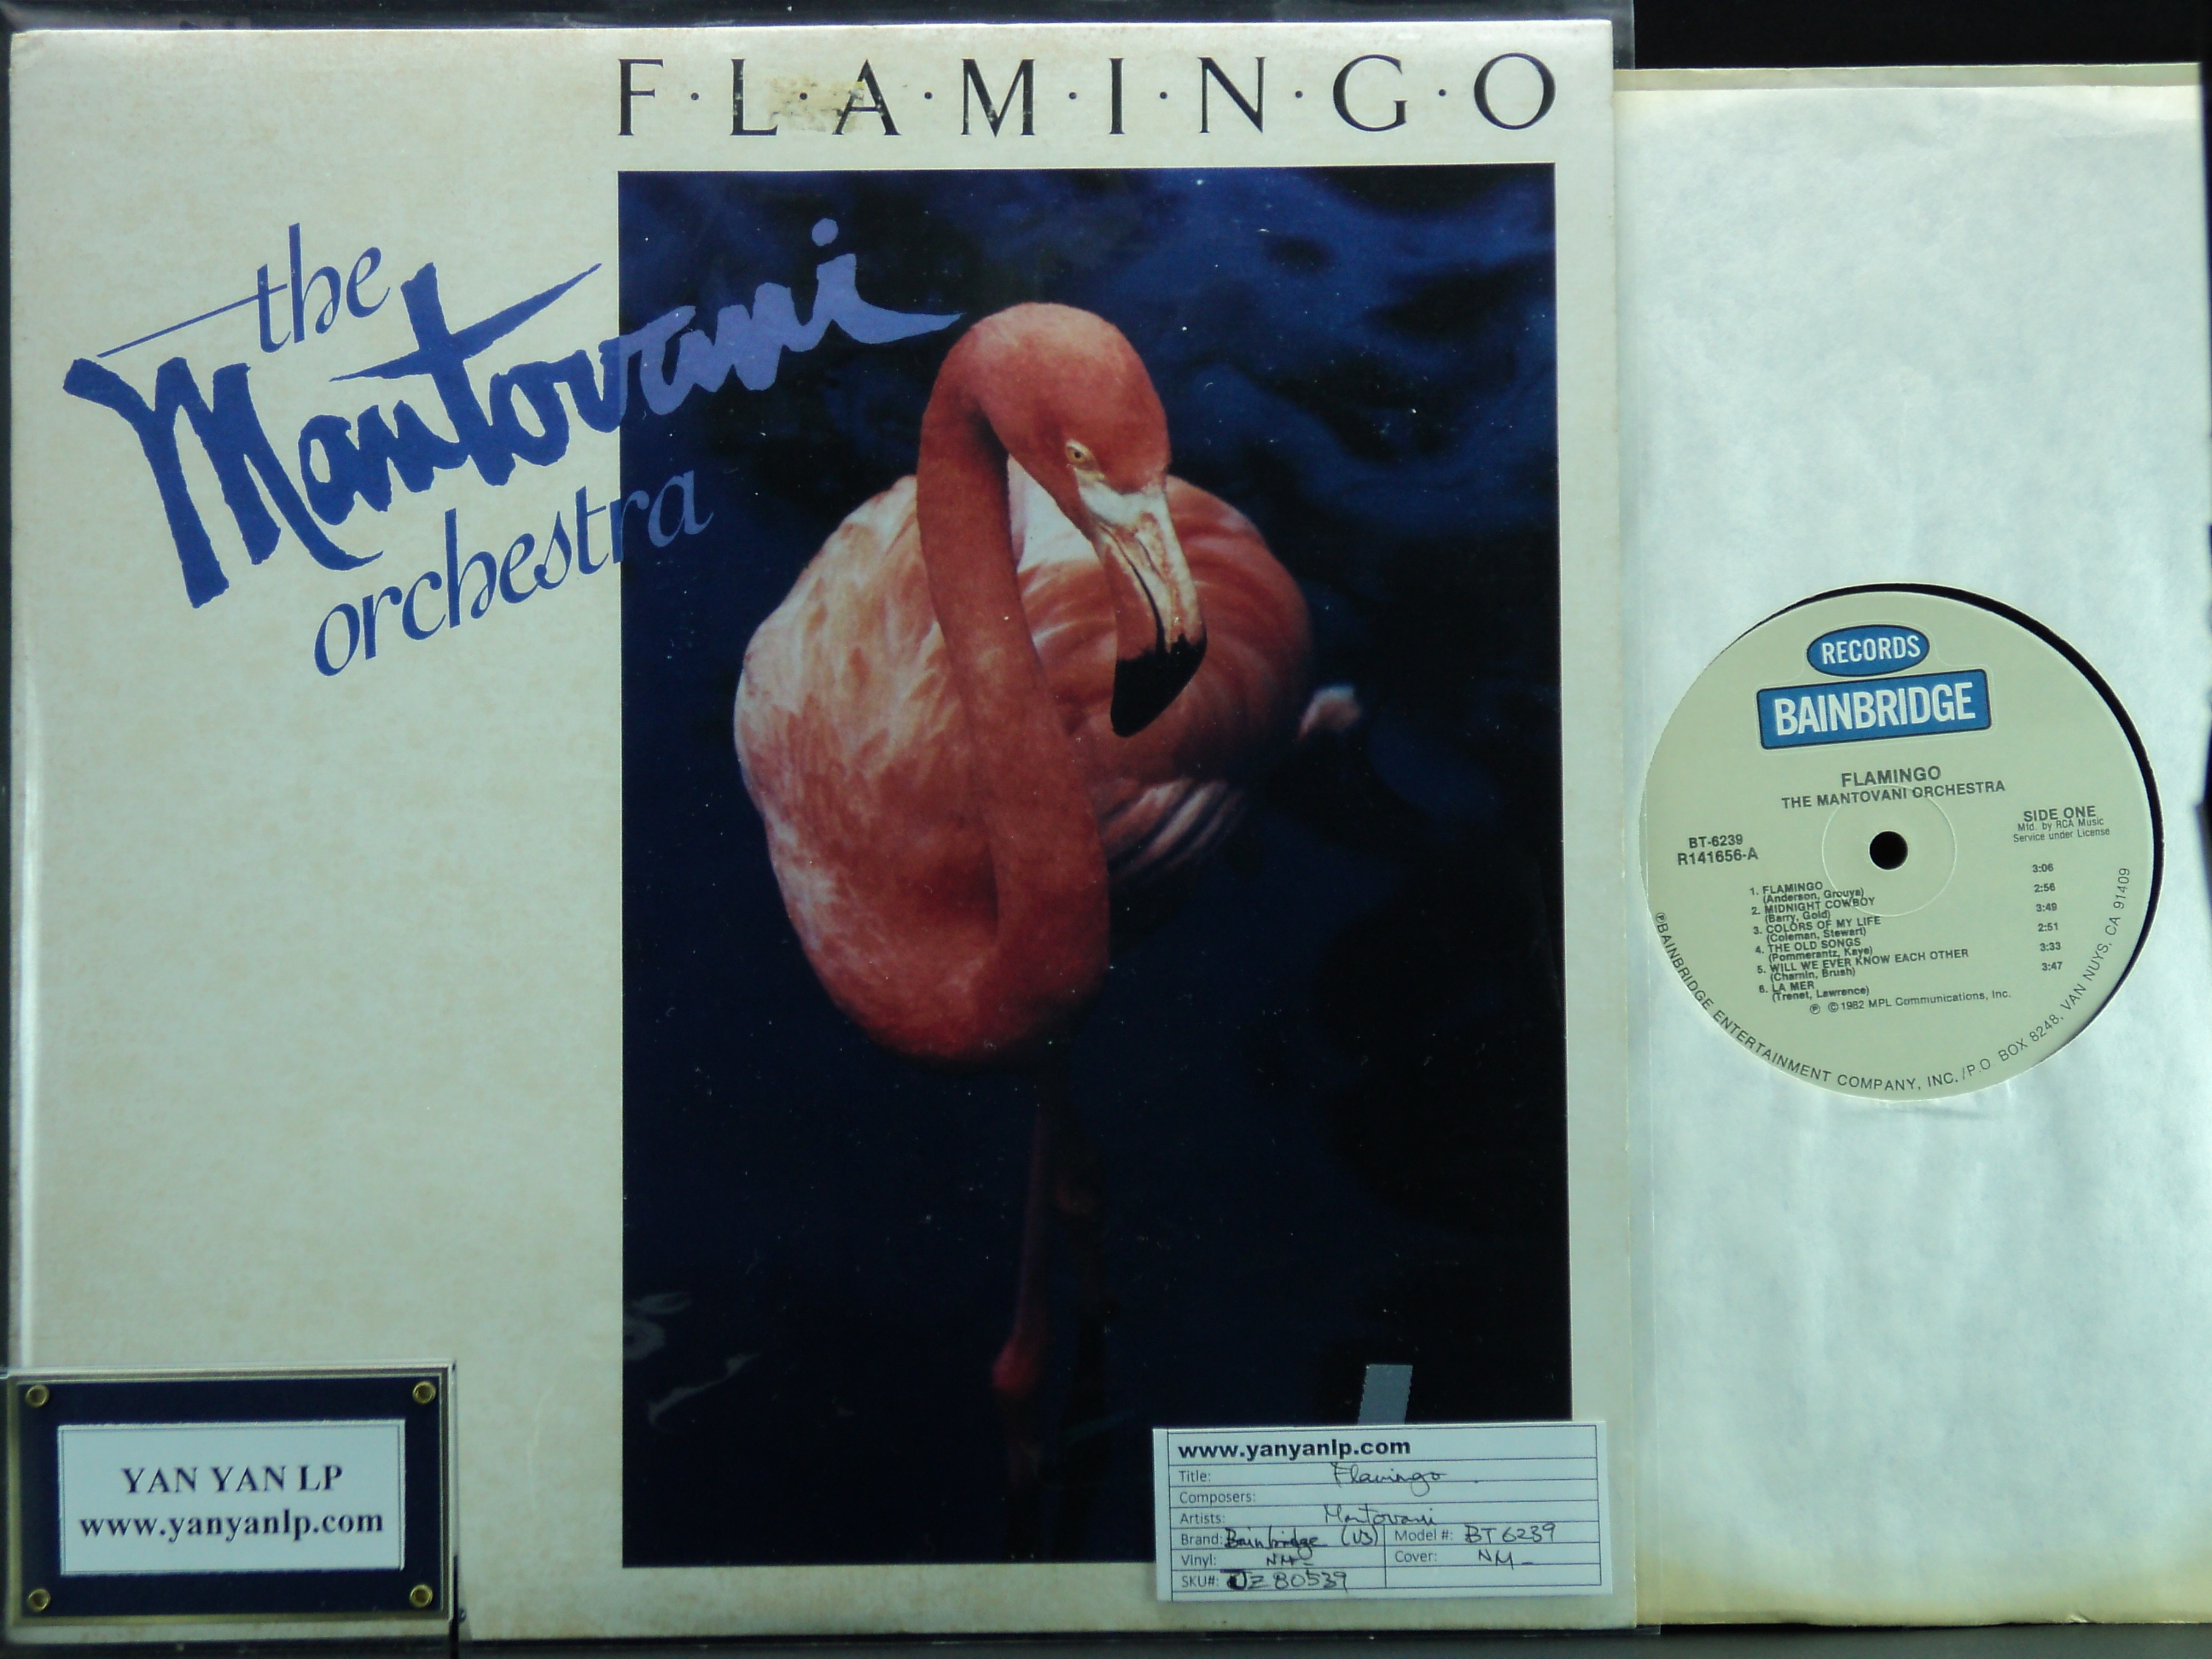 F·L·A·M·I·N·G·O
the
Mantovani
orchestra
RECORDS
BAINBRIDGE
FLAMINGO
THE MANTOVANI ORCHESTRA
SIDE ONE
Mfd. by RCA Music
Service under License
BT-6239
R141656-A
1. FLAMINGO 3:06
(Anderson, Grouya)
2. MIDNIGHT COWBOY 2:56
(Barry, Gold)
3. COLORS OF MY LIFE 3:49
(Coleman, Stewart)
4. THE OLD SONGS 2:51
(Pommerantz, Kaye)
5. WILL WE EVER KNOW EACH OTHER 3:33
(Charnin, Brush)
6. LA MER 3:47
(Trenet, Lawrence)
℗ ©1982 MPL Communications, Inc.
℗BAINBRIDGE ENTERTAINMENT COMPANY, INC./P.O. BOX 8248, VAN NUYS, CA 91409
YAN YAN LP
www.yanyanlp.com
www.yanyanlp.com
Title: Flamingo
Composers:
Artists: Mantovani
Brand: Bainbridge (US) Model #: BT 6239
Vinyl: NM- Cover: NM-
SKU#: JZ80539